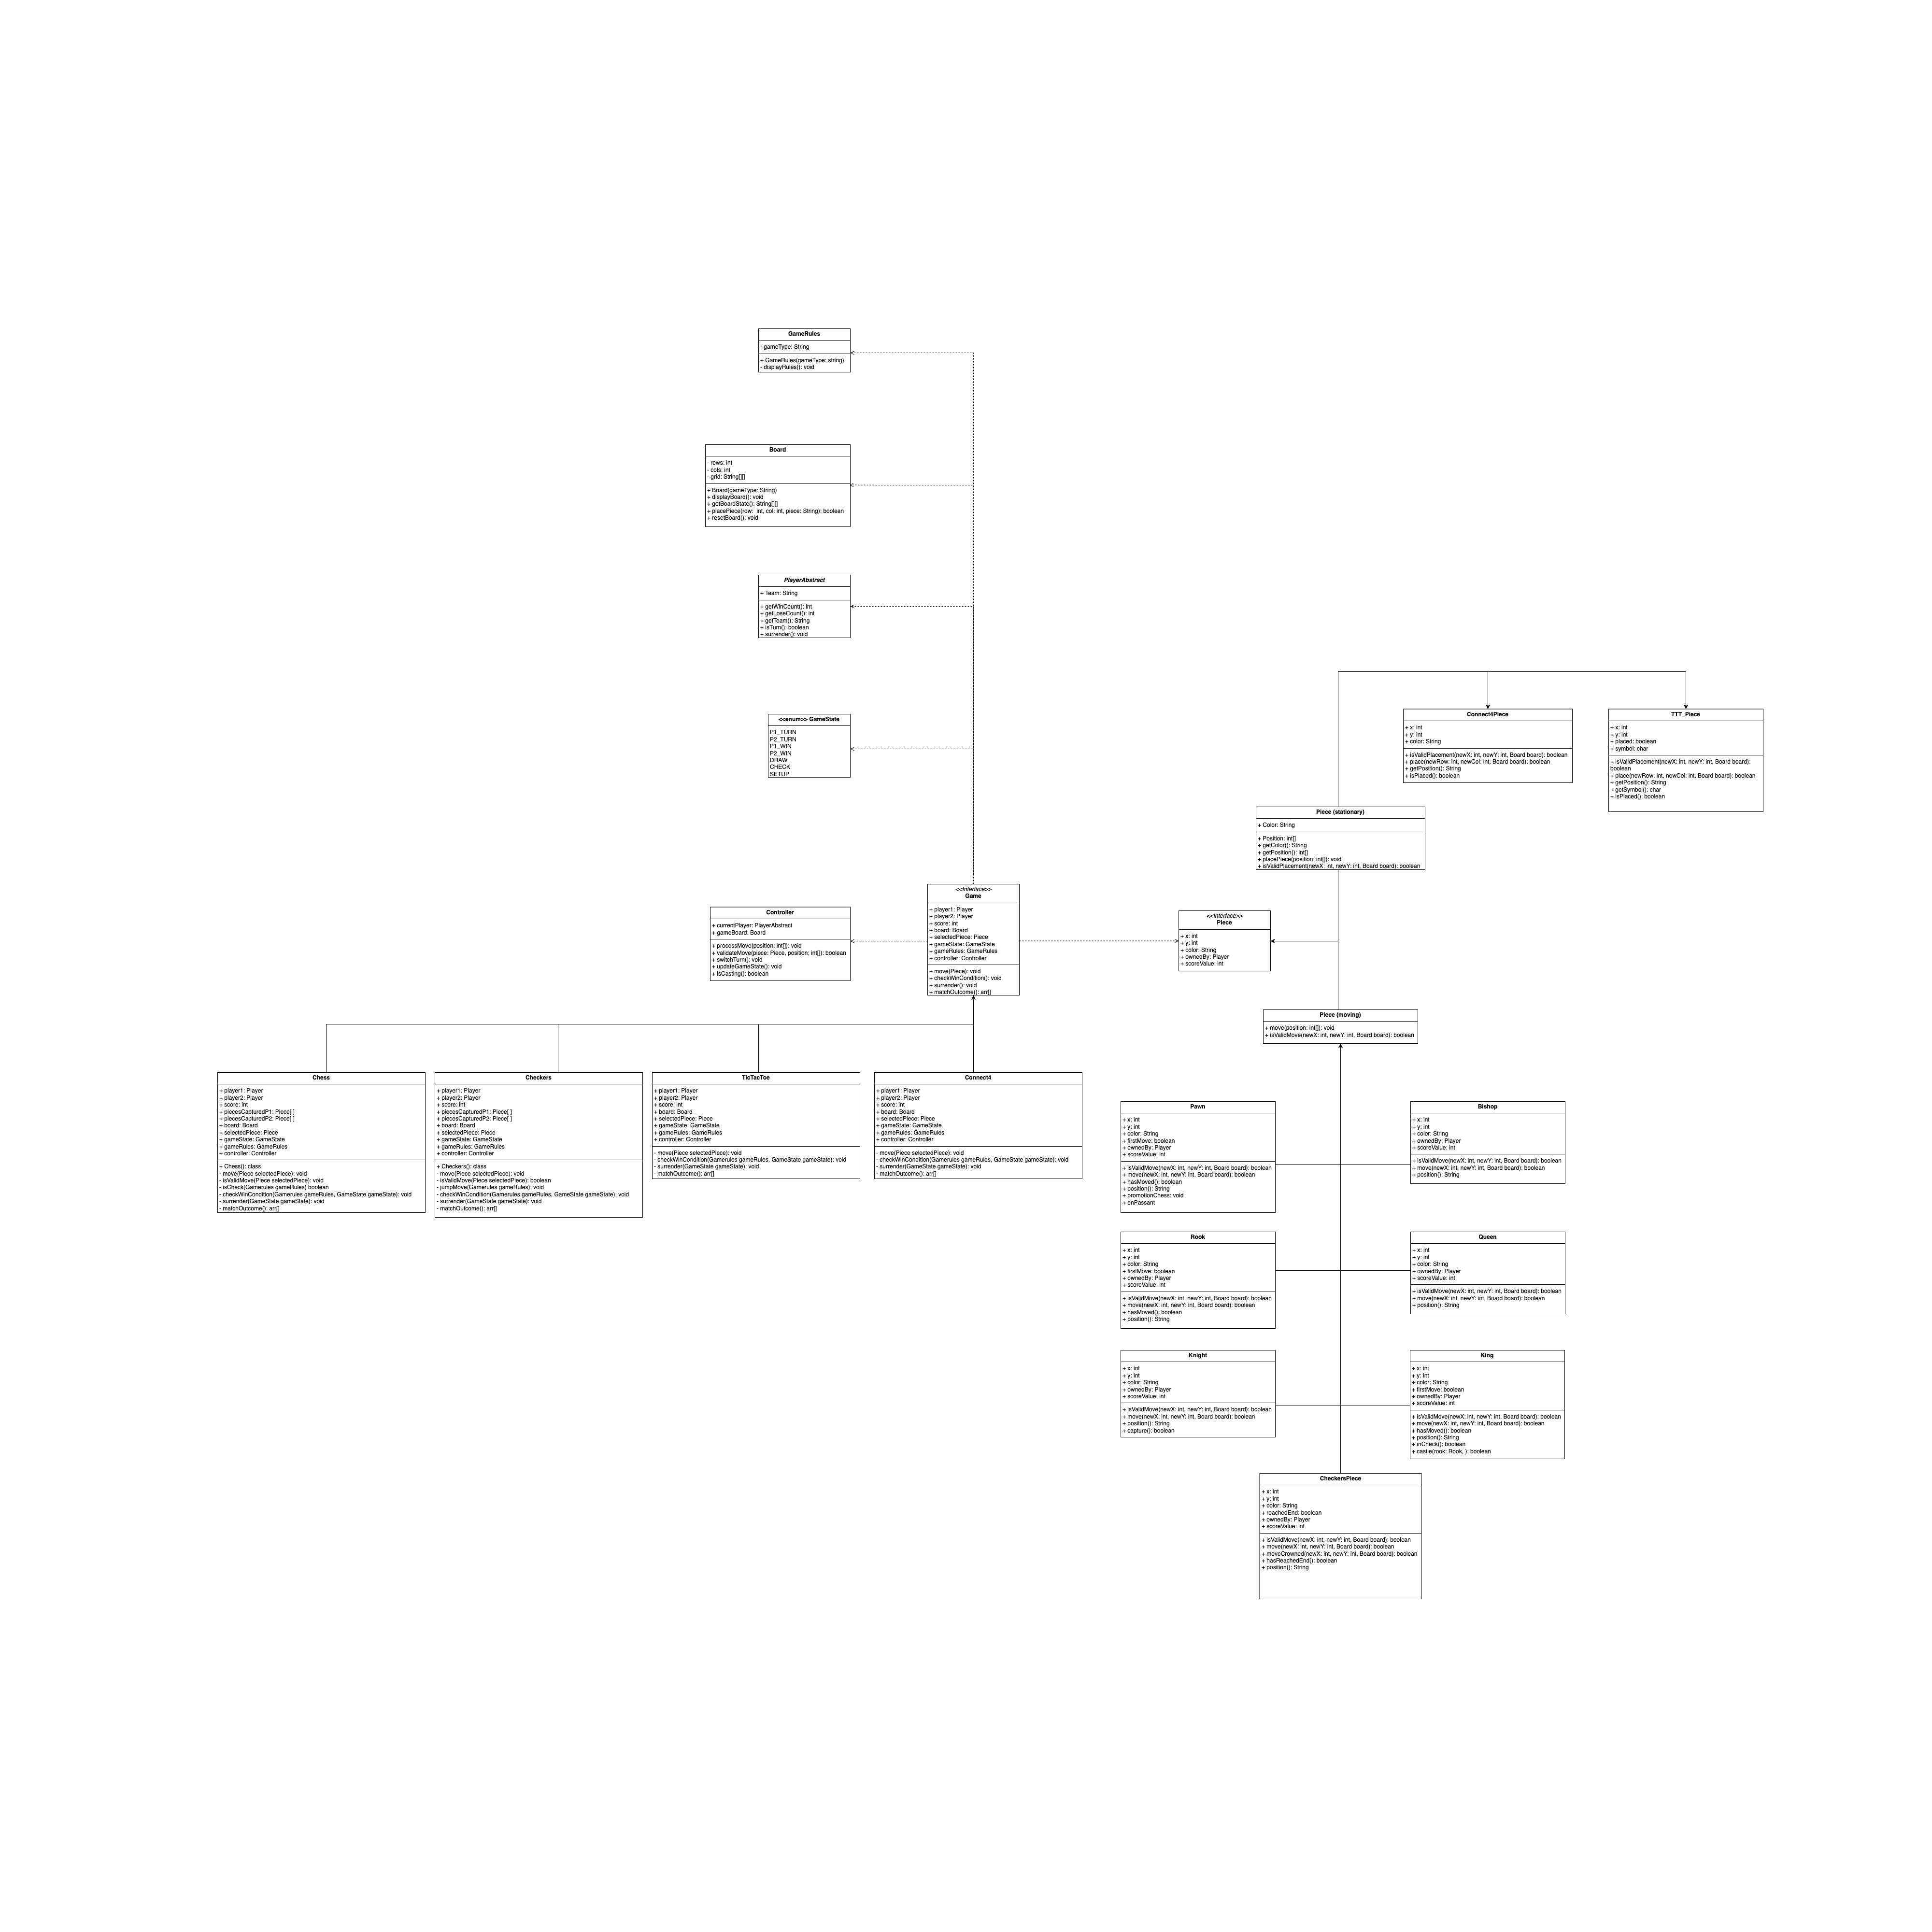 GameRules
- gameType: String
+ GameRules(gameType: string)
- displayRules(): void
Board
- rows: int
- cols: int
- grid: String[][]
+ Board(gameType: String)
+ displayBoard(): void
+ getBoardState(): String[][]
+ placePiece(row: int, col: int, piece: String): boolean
+ resetBoard(): void
PlayerAbstract
+ Team: String
+ getWinCount(): int
+ getLoseCount(): int
+ getTeam(): String
+ isTurn(): boolean
+ surrender(): void
<<enum>> GameState
P1_TURN
P2_TURN
P1_WIN
P2_WIN
DRAW
CHECK
SETUP
Connect4Piece
+ x: int
+ y: int
+ color: String
+ isValidPlacement(newX: int, newY: int, Board board): boolean
+ place(newRow: int, newCol: int, Board board): boolean
+ getPosition(): String
+ isPlaced(): boolean
TTT_Piece
+ x: int
+ y: int
+ placed: boolean
+ symbol: char
+ isValidPlacement(newX: int, newY: int, Board board):
boolean
+ place(newRow: int, newCol: int, Board board): boolean
+ getPosition(): String
+ getSymbol(): char
+ isPlaced(): boolean
Piece (stationary)
+ Color: String
+ Position: int[]
+ getColor(): String
+ getPosition(): int[]
+ placePiece(position: int[]): void
+ isValidPlacement(newX: int, newY: int, Board board): boolean
Controller
+ currentPlayer: PlayerAbstract
+ gameBoard: Board
+ processMove(position: int[]): void
+ validateMove(piece: Piece, position; int[]): boolean
+ switchTurn(): void
+ updateGameState(): void
+ isCasting(): boolean
<<Interface>>
Game
+ player1: Player
+ player2: Player
+ score: int
+ board: Board
+ selectedPiece: Piece
+ gameState: GameState
+ gameRules: GameRules
+ controller: Controller
+ move(Piece): void
+ checkWinCondition(): void
+ surrender(): void
+ matchOutcome(): arr[]
<<Interface>>
Piece
+ x: int
+ y: int
+ color: String
+ ownedBy: Player
+ scoreValue: int
Piece (moving)
+ move(position: int[]): void
+ isValidMove(newX: int, newY: int, Board board): boolean
Chess
+ player1: Player
+ player2: Player
+ score: int
+ piecesCapturedP1: Piece[ ]
+ piecesCapturedP2: Piece[ ]
+ board: Board
+ selectedPiece: Piece
+ gameState: GameState
+ gameRules: GameRules
+ controller: Controller
+ Chess(): class
- move(Piece selectedPiece): void
- isValidMove(Piece selectedPiece): void
- isCheck(Gamerules gameRules) boolean
- checkWinCondition(Gamerules gameRules, GameState gameState): void
- surrender(GameState gameState): void
- matchOutcome(): arr[]
Checkers
+ player1: Player
+ player2: Player
+ score: int
+ piecesCapturedP1: Piece[ ]
+ piecesCapturedP2: Piece[ ]
+ board: Board
+ selectedPiece: Piece
+ gameState: GameState
+ gameRules: GameRules
+ controller: Controller
+ Checkers(): class
- move(Piece selectedPiece): void
- isValidMove(Piece selectedPiece): boolean
- jumpMove(Gamerules gameRules): void
- checkWinCondition(Gamerules gameRules, GameState gameState): void
- surrender(GameState gameState): void
- matchOutcome(): arr[]
TicTacToe
+ player1: Player
+ player2: Player
+ score: int
+ board: Board
+ selectedPiece: Piece
+ gameState: GameState
+ gameRules: GameRules
+ controller: Controller
- move(Piece selectedPiece): void
- checkWinCondition(Gamerules gameRules, GameState gameState): void
- surrender(GameState gameState): void
- matchOutcome(): arr[]
Connect4
+ player1: Player
+ player2: Player
+ score: int
+ board: Board
+ selectedPiece: Piece
+ gameState: GameState
+ gameRules: GameRules
+ controller: Controller
- move(Piece selectedPiece): void
- checkWinCondition(Gamerules gameRules, GameState gameState): void
- surrender(GameState gameState): void
- matchOutcome(): arr[]
Pawn
+ x: int
+ y: int
+ color: String
+ firstMove: boolean
+ ownedBy: Player
+ scoreValue: int
+ isValidMove(newX: int, newY: int, Board board): boolean
+ move(newX: int, newY: int, Board board): boolean
+ hasMoved(): boolean
+ position(): String
+ promotionChess: void
+ enPassant
Bishop
+ x: int
+ y: int
+ color: String
+ ownedBy: Player
+ scoreValue: int
+ isValidMove(newX: int, newY: int, Board board): boolean
+ move(newX: int, newY: int, Board board): boolean
+ position(): String
Rook
+ x: int
+ y: int
+ color: String
+ firstMove: boolean
+ ownedBy: Player
+ scoreValue: int
+ isValidMove(newX: int, newY: int, Board board): boolean
+ move(newX: int, newY: int, Board board): boolean
+ hasMoved(): boolean
+ position(): String
Queen
+ x: int
+ y: int
+ color: String
+ ownedBy: Player
+ scoreValue: int
+ isValidMove(newX: int, newY: int, Board board): boolean
+ move(newX: int, newY: int, Board board): boolean
+ position(): String
Knight
+ x: int
+ y: int
+ color: String
+ ownedBy: Player
+ scoreValue: int
+ isValidMove(newX: int, newY: int, Board board): boolean
+ move(newX: int, newY: int, Board board): boolean
+ position(): String
+ capture(): boolean
King
+ x: int
+ y: int
+ color: String
+ firstMove: boolean
+ ownedBy: Player
+ scoreValue: int
+ isValidMove(newX: int, newY: int, Board board): boolean
+ move(newX: int, newY: int, Board board): boolean
+ hasMoved(): boolean
+ position(): String
+ inCheck(): boolean
+ castle(rook: Rook, ): boolean
CheckersPiece
+ x: int
+ y: int
+ color: String
+ reachedEnd: boolean
+ ownedBy: Player
+ scoreValue: int
+ isValidMove(newX: int, newY: int, Board board): boolean
+ move(newX: int, newY: int, Board board): boolean
+ moveCrowned(newX: int, newY: int, Board board): boolean
+ hasReachedEnd(): boolean
+ position(): String